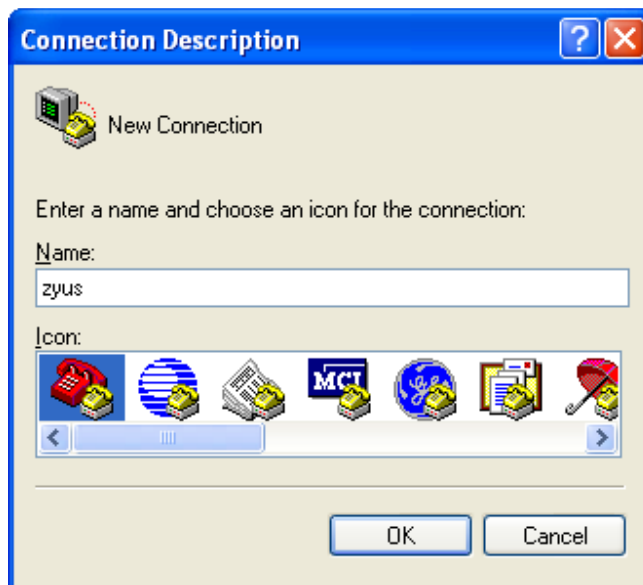 Connection Description
New Connection
Enter a name and choose an icon for the connection:
Name:
zyus
Icon:
MCI
OK Cancel